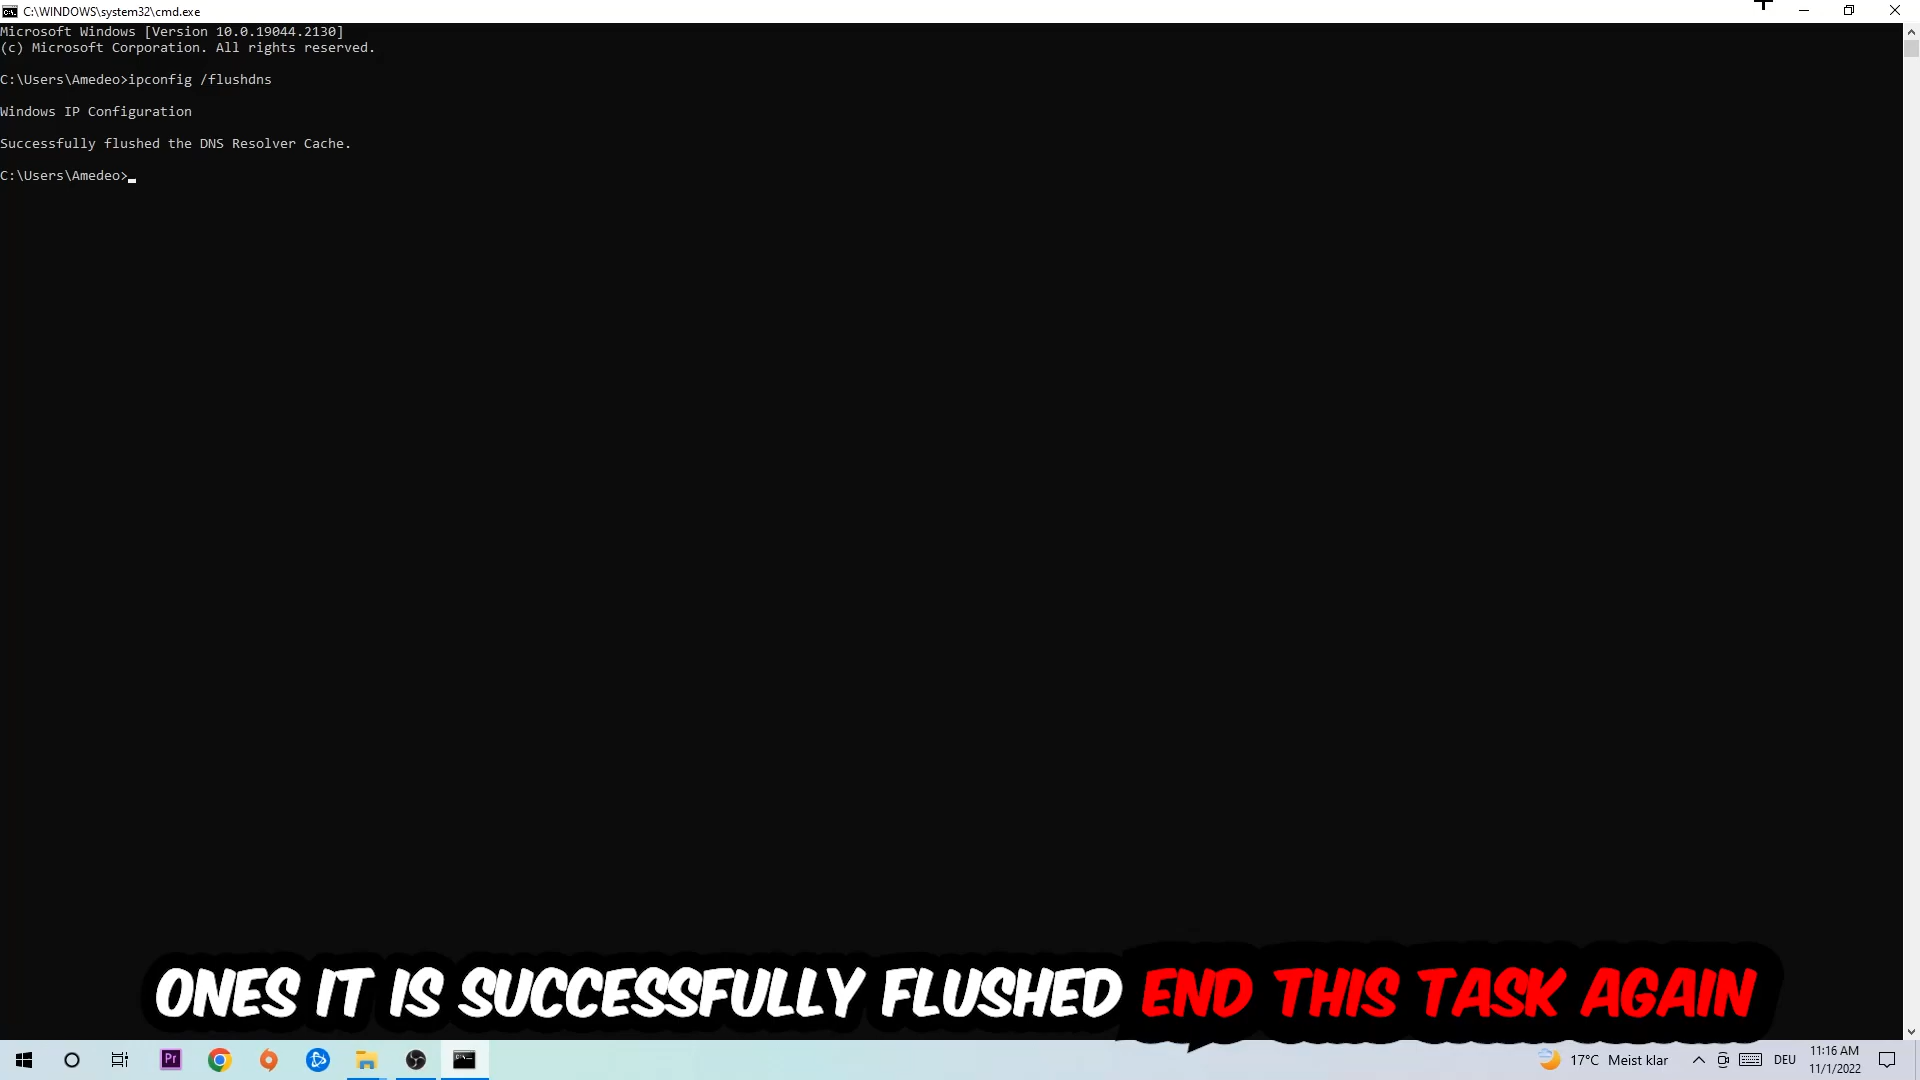 C:\WINDOWS\system32\cmd.exe
Microsoft Windows [Version 10.0.19044.2130]
(c) Microsoft Corporation. All rights reserved.
C:\Users\Amedeo>ipconfig /flushdns
Windows IP Configuration
Successfully flushed the DNS Resolver Cache.
C:\Users\Amedeo>
ONES IT IS SUCCESSFULLY FLUSHED END THIS TASK AGAIN
Pr
17°C Meist klar
DEU
11:16 AM
11/1/2022